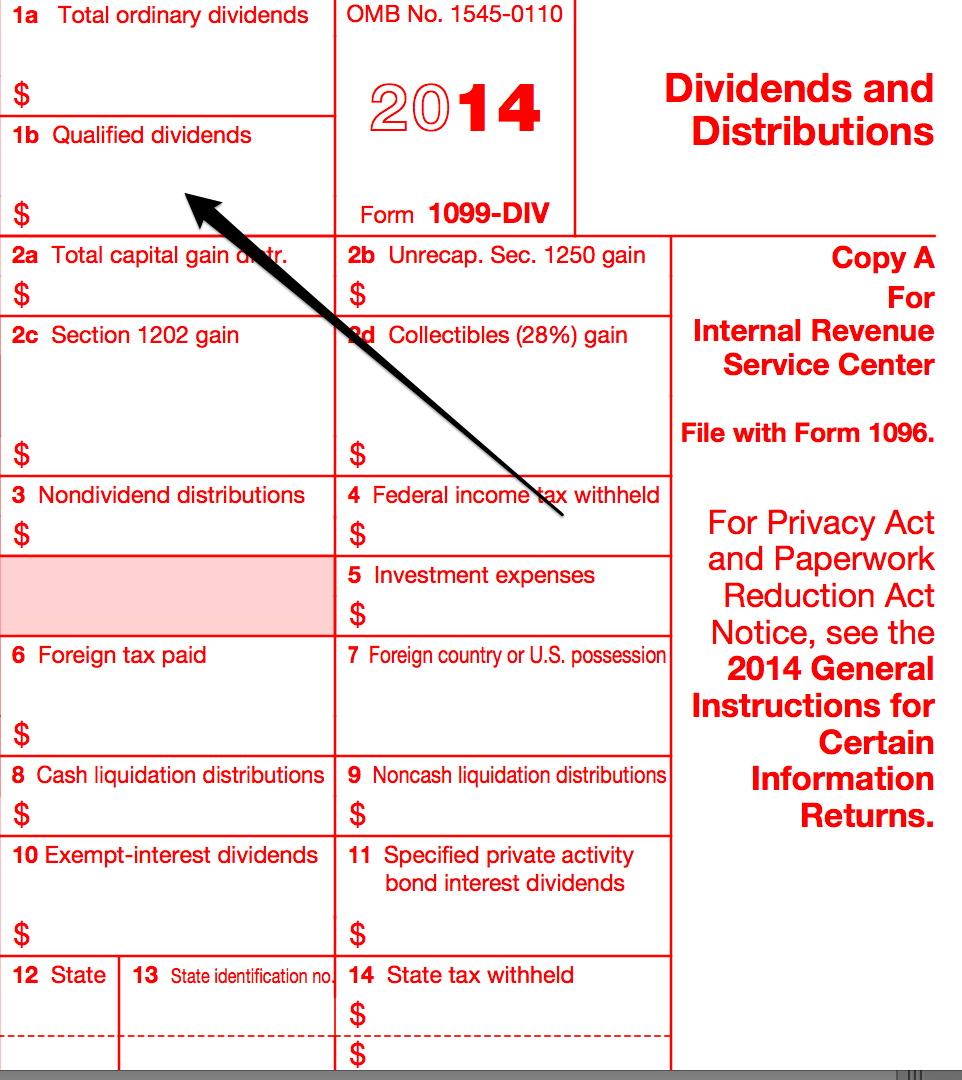 1a Total ordinary dividends
$
OMB No. 1545-0110
2014
Form 1099-DIV
Dividends and
Distributions
1b Qualified dividends
$
2a Total capital gain distr.
$
2b Unrecap. Sec. 1250 gain
$
Copy A
For
Internal Revenue
Service Center
File with Form 1096.
2c Section 1202 gain
$
2d Collectibles (28%) gain
$
3 Nondividend distributions
$
4 Federal income tax withheld
$
For Privacy Act
and Paperwork
Reduction Act
Notice, see the
2014 General
Instructions for
Certain
Information
Returns.
5 Investment expenses
$
6 Foreign tax paid
$
7 Foreign country or U.S. possession
8 Cash liquidation distributions
$
9 Noncash liquidation distributions
$
10 Exempt-interest dividends
$
11 Specified private activity
bond interest dividends
$
12 State
13 State identification no.
14 State tax withheld
$
$